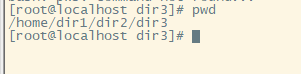 [root@localhost dir3]# pwd
/home/dir1/dir2/dir3
[root@localhost dir3]#